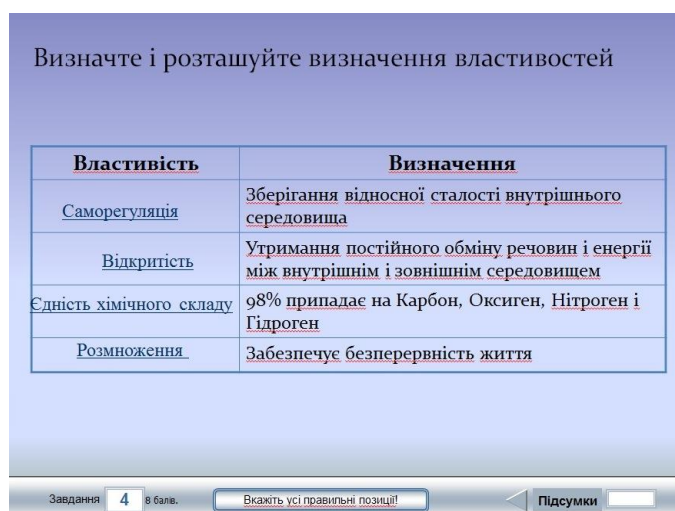 Визначте і розташуйте визначення властивостей
Властивість
Визначення
Саморегуляція
Зберігання відносної сталості внутрішнього
середовища
Відкритість
Утримання постійного обміну речовин і енергії
між внутрішнім і зовнішнім середовищем
Єдність хімічного складу
98% припадає на Карбон, Оксиген, Нітроген і
Гідроген
Розмноження
Забезпечує безперервність життя
Завдання 4 8 балів.
Вкажіть усі правильні позиції!
Підсумки